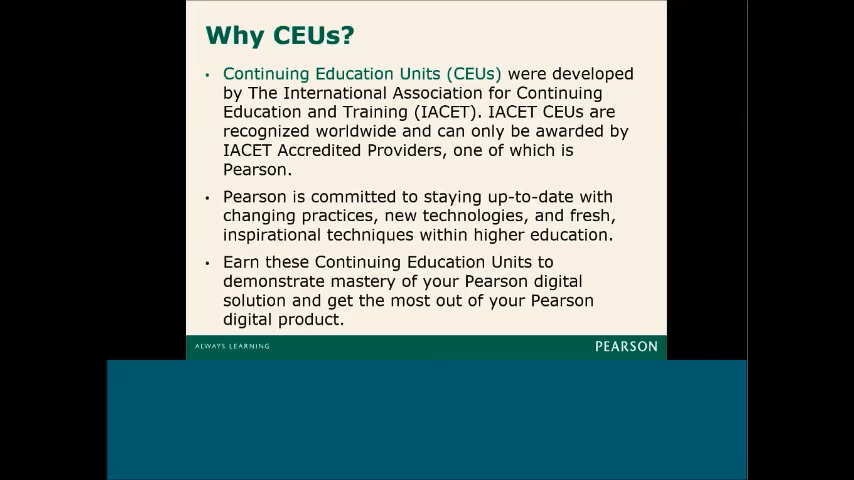 Why CEUs?
• Continuing Education Units (CEUs) were developed
by The International Association for Continuing
Education and Training (IACET). IACET CEUs are
recognized worldwide and can only be awarded by
IACET Accredited Providers, one of which is
Pearson.
• Pearson is committed to staying up-to-date with
changing practices, new technologies, and fresh,
inspirational techniques within higher education.
• Earn these Continuing Education Units to
demonstrate mastery of your Pearson digital
solution and get the most out of your Pearson
digital product.
ALWAYS LEARNING
PEARSON